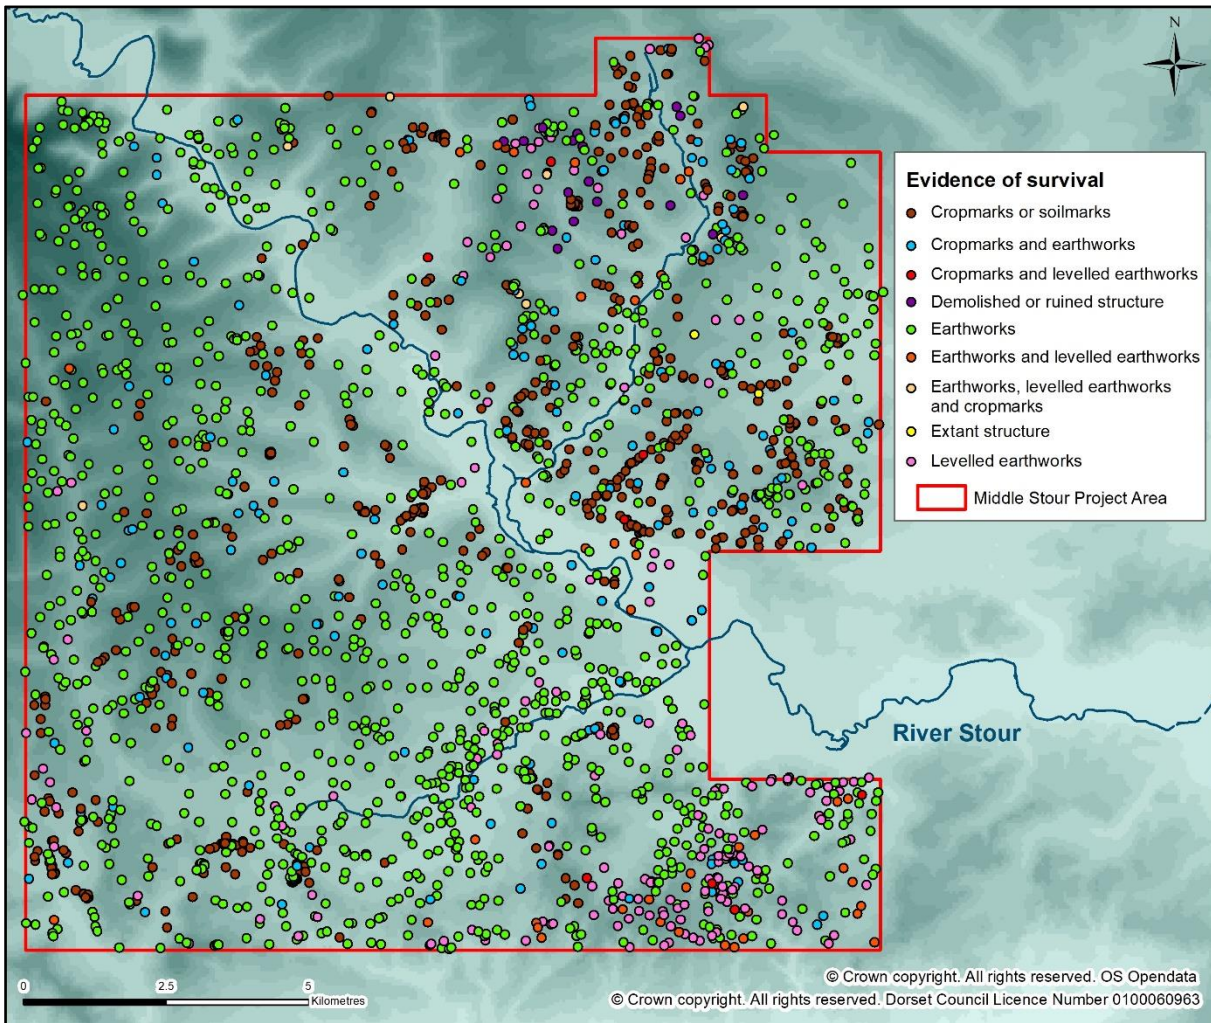 N
Evidence of survival
Cropmarks or soilmarks
Cropmarks and earthworks
Cropmarks and levelled earthworks
Demolished or ruined structure
Earthworks
Earthworks and levelled earthworks
Earthworks, levelled earthworks
and cropmarks
Extant structure
Levelled earthworks
Middle Stour Project Area
River Stour
0 2.5 5
Kilometres
© Crown copyright. All rights reserved. OS Opendata
© Crown copyright. All rights reserved. Dorset Council Licence Number 0100060963